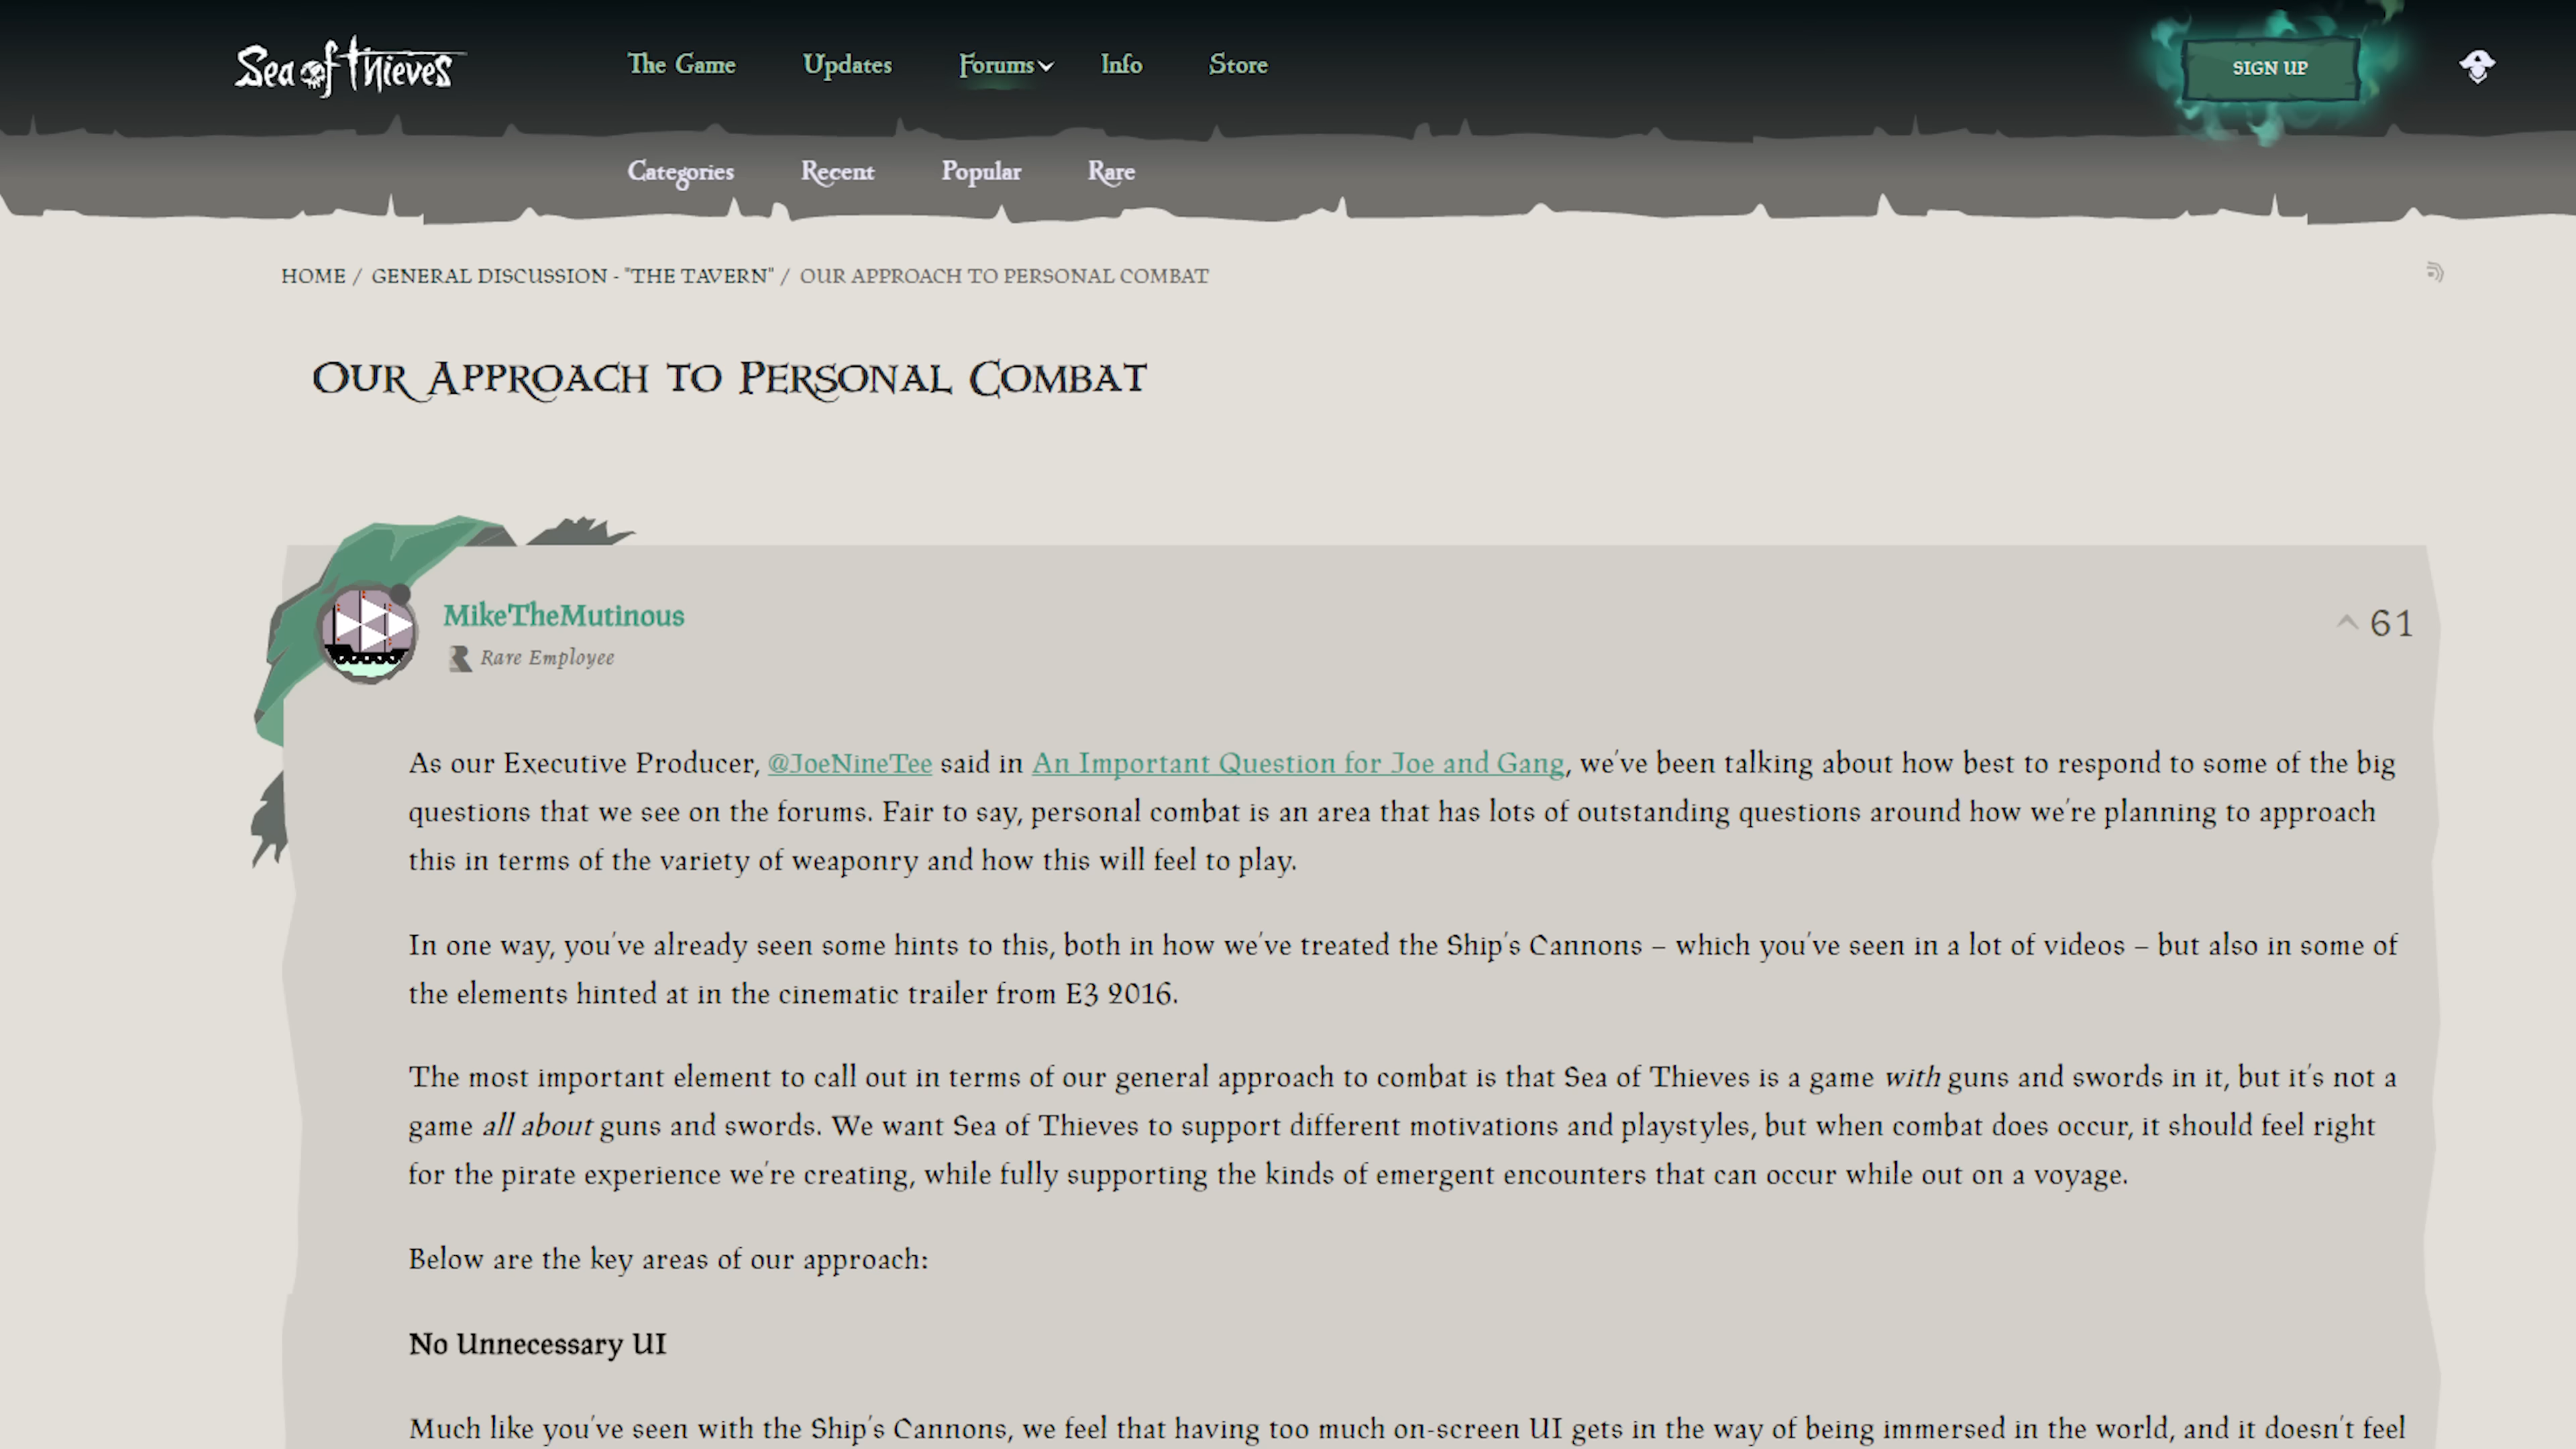 Sea of Thieves
The Game Updates Forums Info Store
SIGN UP
Categories Recent Popular Rare
HOME / GENERAL DISCUSSION - "THE TAVERN" / OUR APPROACH TO PERSONAL COMBAT
Our Approach to Personal Combat
MikeTheMutinous
61
Rare Employee
As our Executive Producer, @JoeNineTee said in An Important Question for Joe and Gang, we've been talking about how best to respond to some of the big
questions that we see on the forums. Fair to say, personal combat is an area that has lots of outstanding questions around how we're planning to approach
this in terms of the variety of weaponry and how this will feel to play.
In one way, you've already seen some hints to this, both in how we've treated the Ship's Cannons – which you've seen in a lot of videos – but also in some of
the elements hinted at in the cinematic trailer from E3 2016.
The most important element to call out in terms of our general approach to combat is that Sea of Thieves is a game with guns and swords in it, but it's not a
game all about guns and swords. We want Sea of Thieves to support different motivations and playstyles, but when combat does occur, it should feel right
for the pirate experience we're creating, while fully supporting the kinds of emergent encounters that can occur while out on a voyage.
Below are the key areas of our approach:
No Unnecessary UI
Much like you've seen with the Ship's Cannons, we feel that having too much on-screen UI gets in the way of being immersed in the world, and it doesn't feel